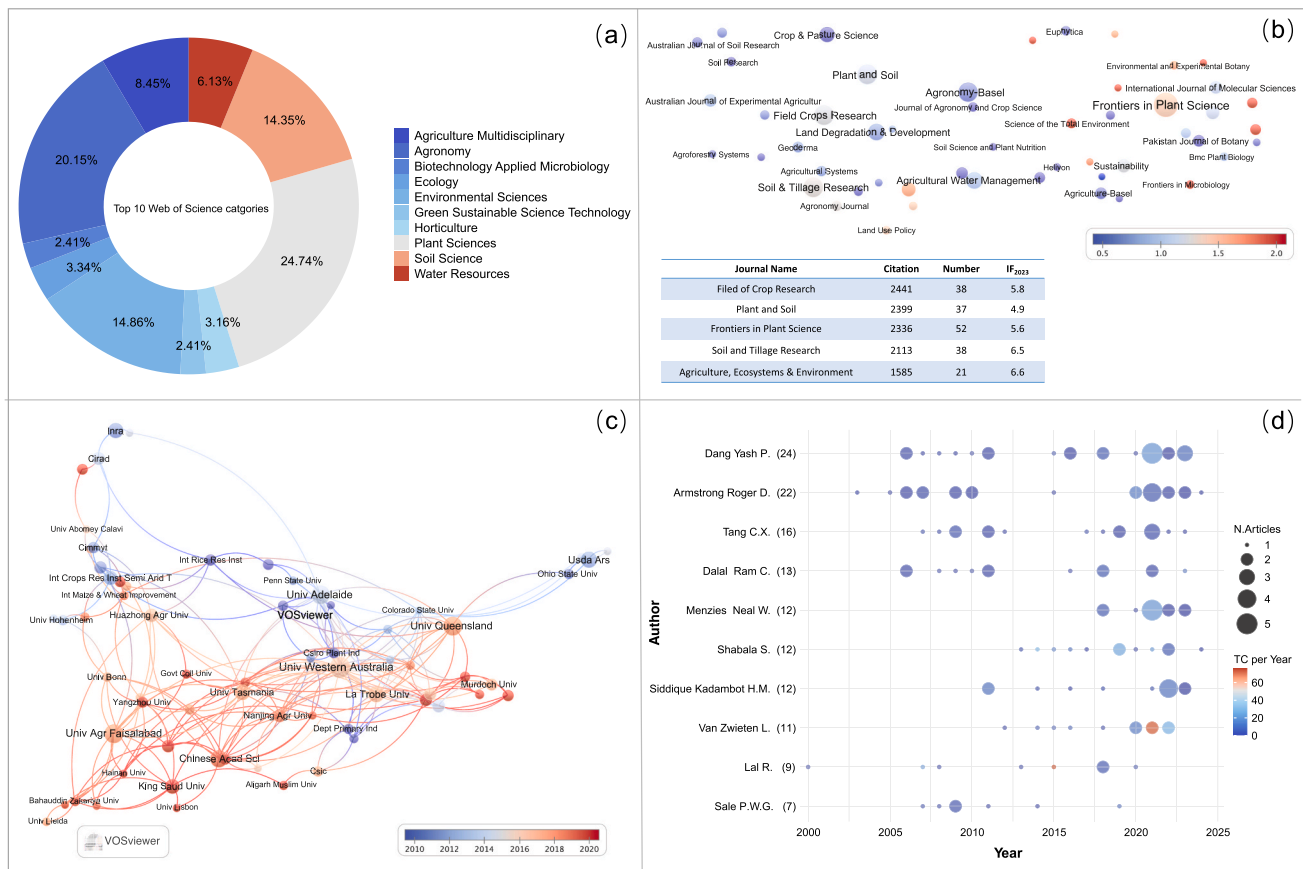 (a)
8.45%
6.13%
14.35%
20.15%
2.41%
3.34%
14.86%
2.41%
3.16%
24.74%
Top 10 Web of Science catgories
Agriculture Multidisciplinary
Agronomy
Biotechnology Applied Microbiology
Ecology
Environmental Sciences
Green Sustainable Science Technology
Horticulture
Plant Sciences
Soil Science
Water Resources
(b)
Australian Journal of Soil Research
Crop & Pasture Science
Euphytica
Soil Research
Plant and Soil
Environmental and Experimental Botany
Australian Journal of Experimental Agricultur
Agronomy-Basel
International Journal of Molecular Sciences
Journal of Agronomy and Crop Science
Frontiers in Plant Science
Field Crops Research
Land Degradation & Development
Science of the Total Environment
Geoderma
Soil Science and Plant Nutrition
Pakistan Journal of Botany
Agroforestry Systems
Bmc Plant Biology
Agricultural Systems
Heliyon
Sustainability
Soil & Tillage Research
Agricultural Water Management
Agriculture-Basel
Frontiers in Microbiology
Agronomy Journal
Land Use Policy
0.5 1.0 1.5 2.0
Journal Name Citation Number IF2023
Filed of Crop Research 2441 38 5.8
Plant and Soil 2399 37 4.9
Frontiers in Plant Science 2336 52 5.6
Soil and Tillage Research 2113 38 6.5
Agriculture, Ecosystems & Environment 1585 21 6.6
(c)
Inra
Cirad
Univ Abomey Calavi
Cimmyt
Int Rice Res Inst
Usda Ars
Ohio State Univ
Int Crops Res Inst Semi Arid T
Penn State Univ
Int Maize & Wheat Improvement
Univ Adelaide
Univ Hohenheim
Huazhong Agr Univ
VOSviewer
Colorado State Univ
Univ Queensland
Csiro Plant Ind
Univ Western Australia
Univ Bonn
Govt Coll Univ
Univ Tasmania
La Trobe Univ
Murdoch Univ
Yangzhou Univ
Nanjing Agr Univ
Dept Primary Ind
Univ Agr Faisalabad
Chinese Acad Sci
Hainan Univ
Csic
King Saud Univ
Aligarh Muslim Univ
Bahauddin Zakariya Univ
Univ Lisbon
Univ Lleida
VOSviewer
2010 2012 2014 2016 2018 2020
(d)
Author
Dang Yash P. (24)
Armstrong Roger D. (22)
Tang C.X. (16)
Dalal Ram C. (13)
Menzies Neal W. (12)
Shabala S. (12)
Siddique Kadambot H.M. (12)
Van Zwieten L. (11)
Lal R. (9)
Sale P.W.G. (7)
2000 2005 2010 2015 2020 2025
Year
N.Articles
1
2
3
4
5
TC per Year
60
40
20
0